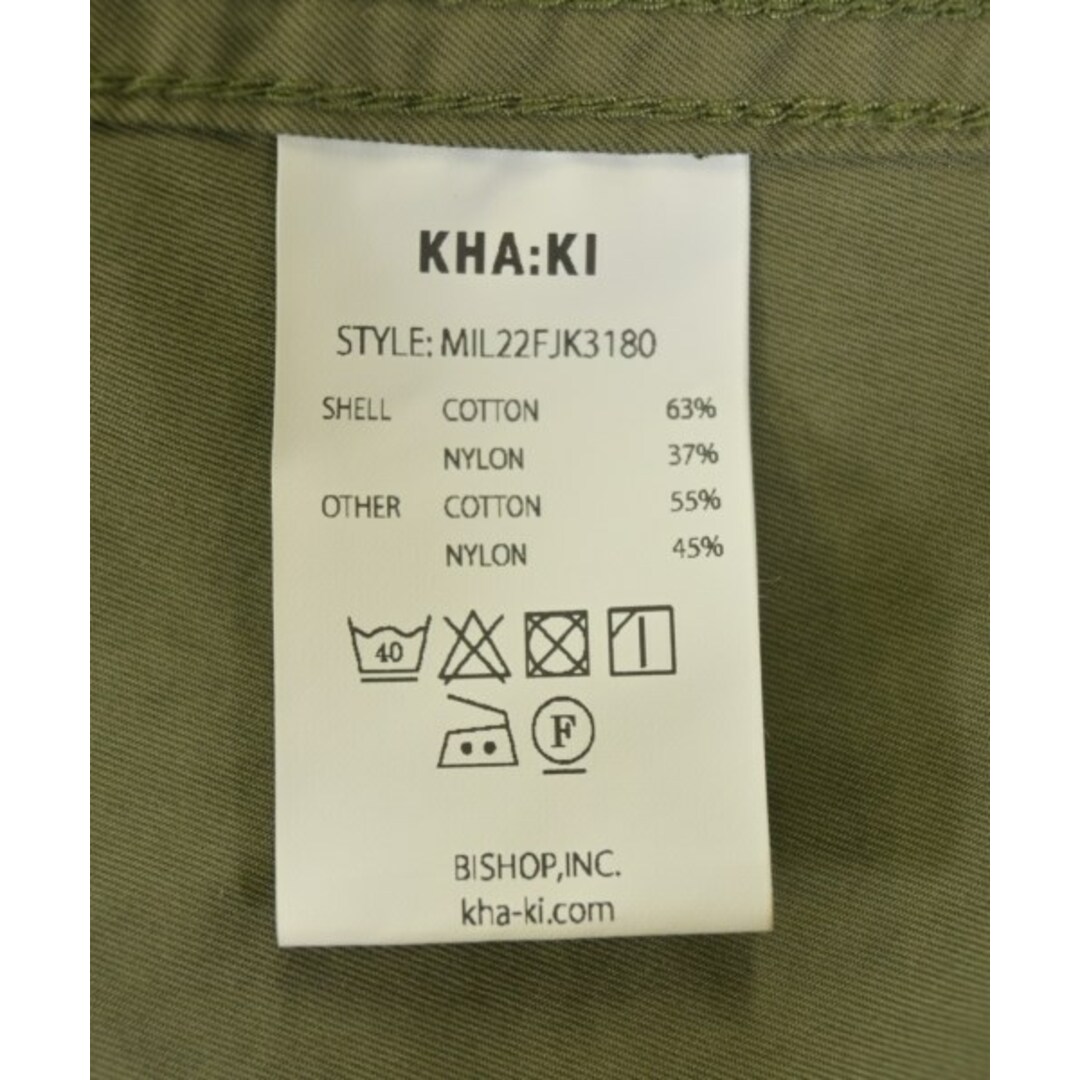 KHA:KI
STYLE: MIL22FJK3180
SHELL COTTON 63%
NYLON 37%
OTHER COTTON 55%
NYLON 45%
40
F
BISHOP,INC.
kha-ki.com